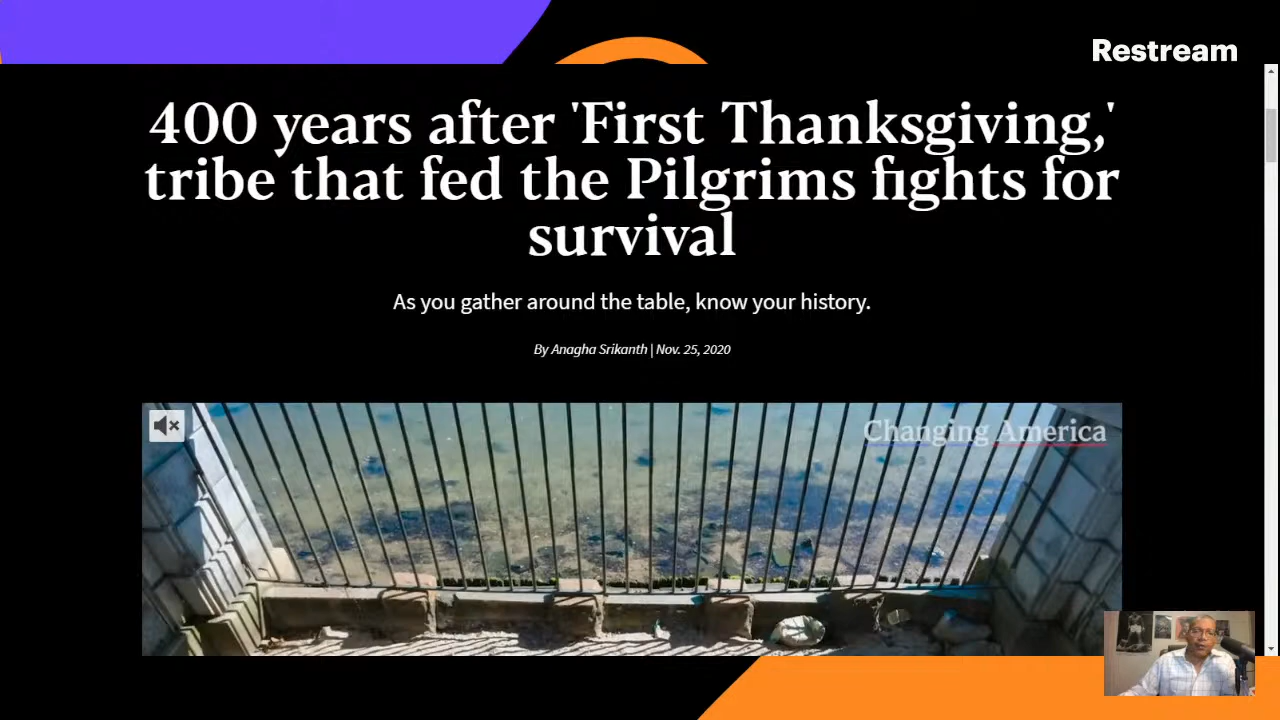 Restream
400 years after 'First Thanksgiving,'
tribe that fed the Pilgrims fights for
survival
As you gather around the table, know your history.
By Anagha Srikanth | Nov. 25, 2020
Changing America